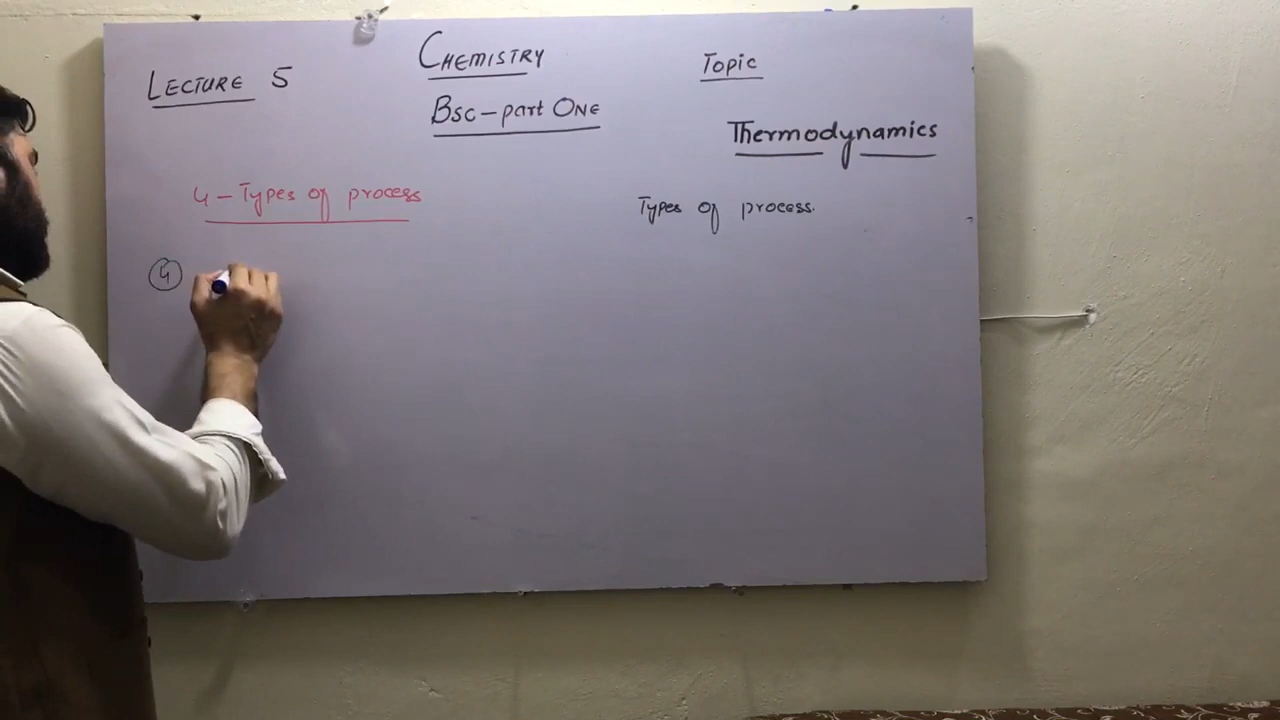 LECTURE 5
CHEMISTRY
Bsc - part ONE
Topic
Thermodynamics
4 - Types of process
Types of process.
4